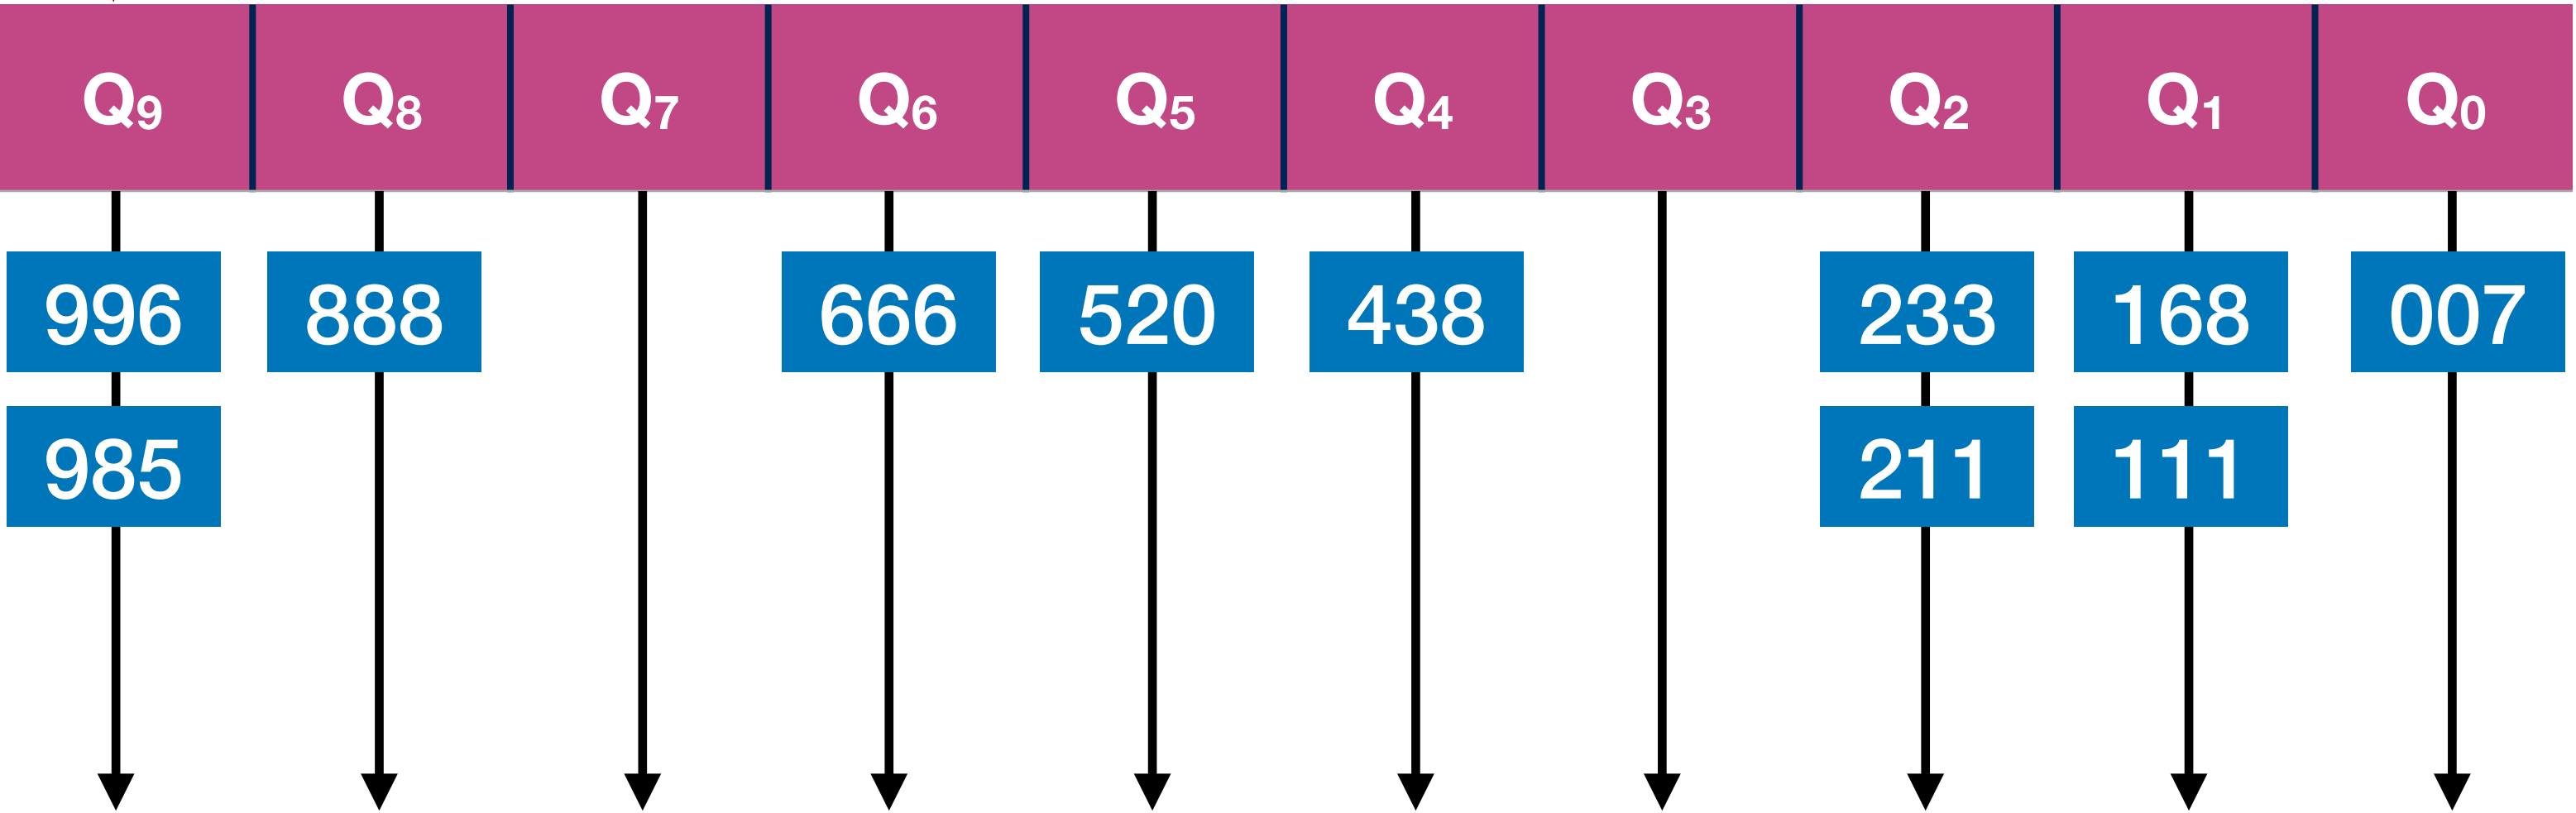 Q₉ Q₈ Q₇ Q₆ Q₅ Q₄ Q₃ Q₂ Q₁ Q₀
996 888 666 520 438 233 168 007
985 211 111